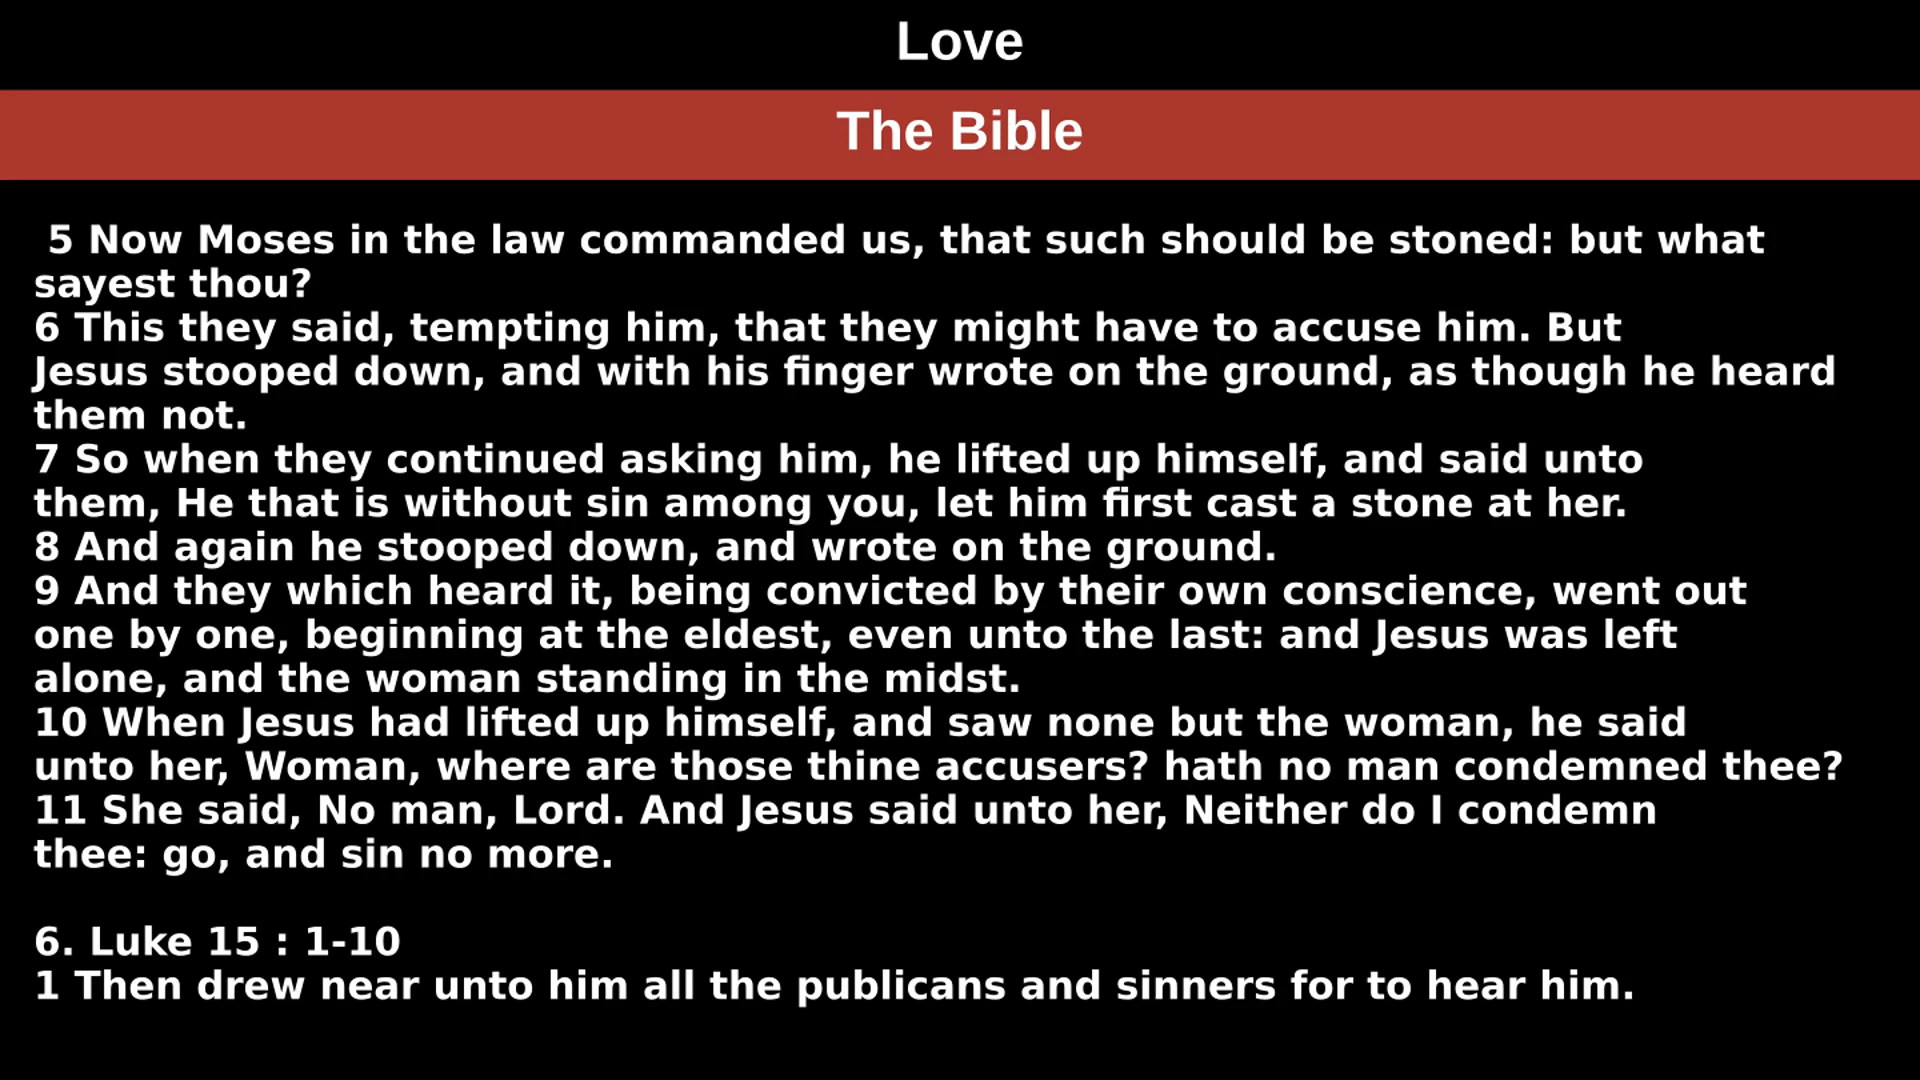 Love
The Bible
5 Now Moses in the law commanded us, that such should be stoned: but what
sayest thou?
6 This they said, tempting him, that they might have to accuse him. But
Jesus stooped down, and with his finger wrote on the ground, as though he heard
them not.
7 So when they continued asking him, he lifted up himself, and said unto
them, He that is without sin among you, let him first cast a stone at her.
8 And again he stooped down, and wrote on the ground.
9 And they which heard it, being convicted by their own conscience, went out
one by one, beginning at the eldest, even unto the last: and Jesus was left
alone, and the woman standing in the midst.
10 When Jesus had lifted up himself, and saw none but the woman, he said
unto her, Woman, where are those thine accusers? hath no man condemned thee?
11 She said, No man, Lord. And Jesus said unto her, Neither do I condemn
thee: go, and sin no more.
6. Luke 15 : 1-10
1 Then drew near unto him all the publicans and sinners for to hear him.